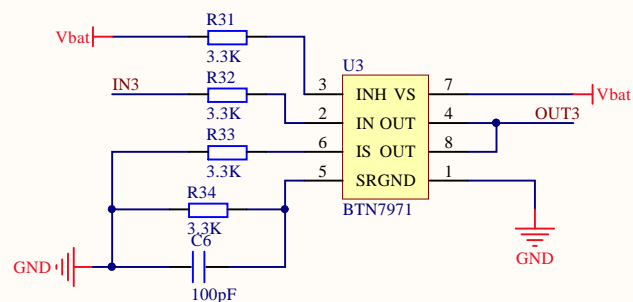 R31
Vbat
3.3K
U3
R32
IN3
3.3K
3
INH VS
7
Vbat
R33
2
IN OUT
4
OUT3
3.3K
6
IS OUT
8
R34
5
SRGND
1
3.3K
BTN7971
C6
GND
100pF
GND